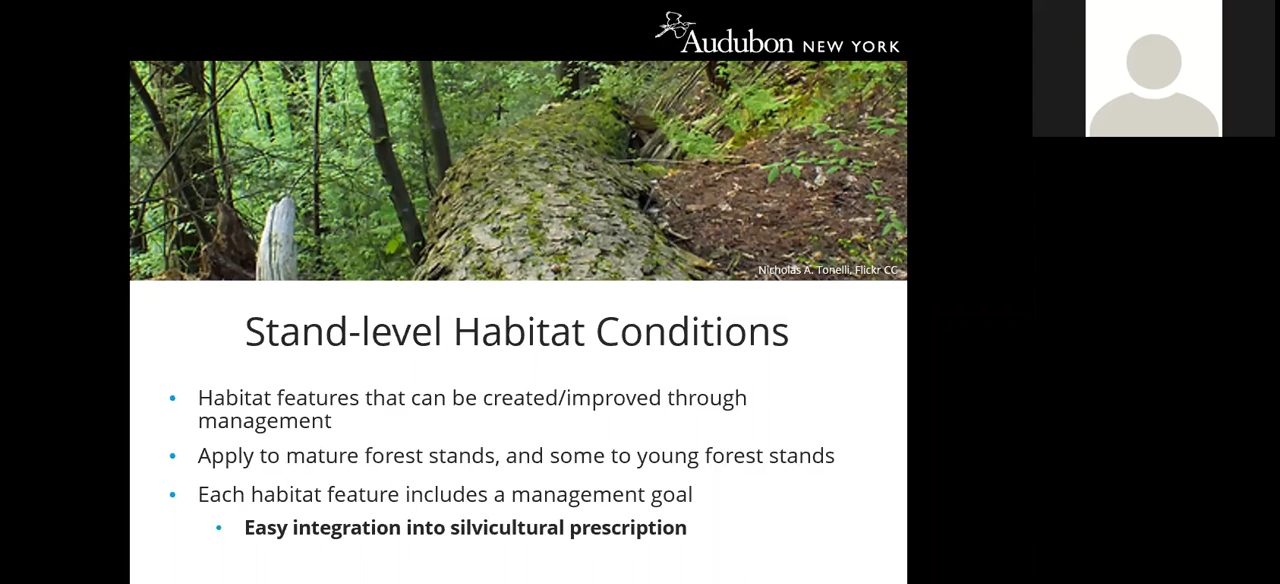 Audubon NEW YORK
Nicholas A. Tonelli, Flickr CC
Stand-level Habitat Conditions
• Habitat features that can be created/improved through
management
• Apply to mature forest stands, and some to young forest stands
• Each habitat feature includes a management goal
• Easy integration into silvicultural prescription